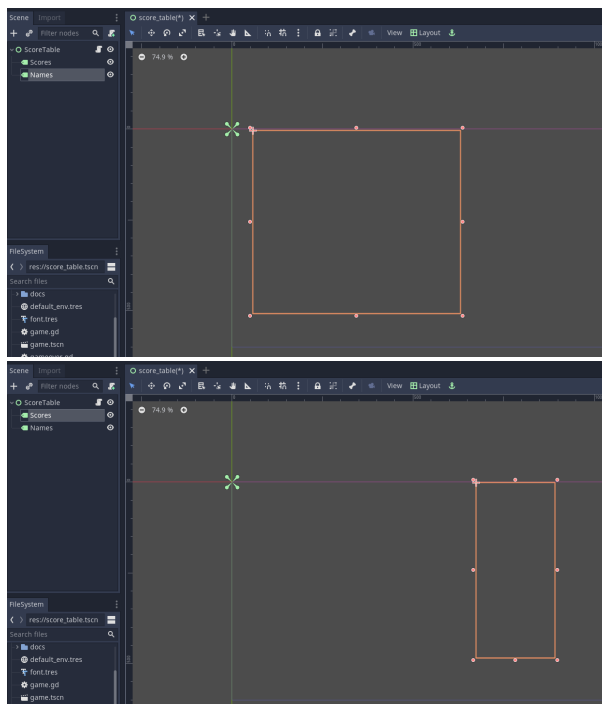 Scene Import
score_table(*)
Filter nodes
View Layout
ScoreTable
Scores
Names
74.9 %
FileSystem
res://score_table.tscn
Search files
docs
default_env.tres
font.tres
game.gd
game.tscn
gameover.gd
Scene Import
score_table(*)
Filter nodes
View Layout
ScoreTable
Scores
Names
74.9 %
FileSystem
res://score_table.tscn
Search files
docs
default_env.tres
font.tres
game.gd
game.tscn